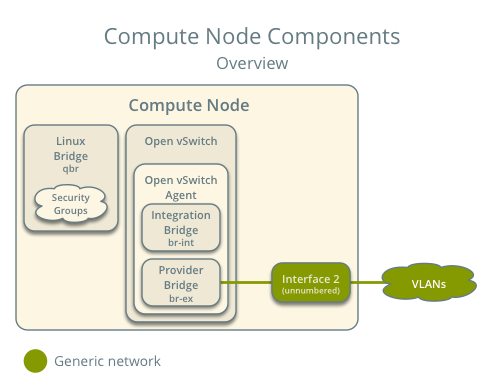 Compute Node Components
Overview
Compute Node
Linux
Bridge
qbr
Security
Groups
Open vSwitch
Open vSwitch
Agent
Integration
Bridge
br-int
Provider
Bridge
br-ex
Interface 2
(unnumbered)
VLANs
Generic network